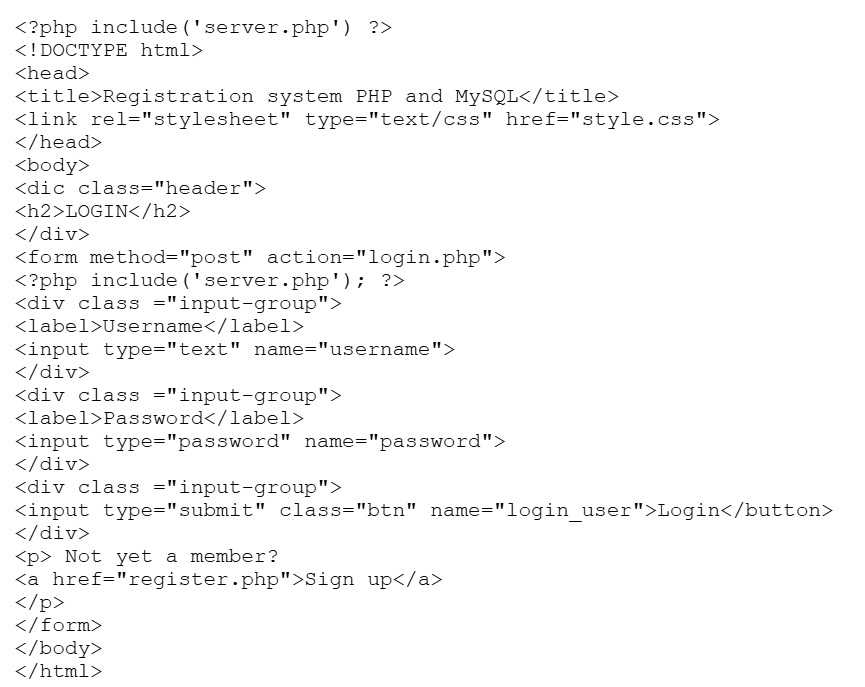 <?php include('server.php') ?>
<!DOCTYPE html>
<head>
<title>Registration system PHP and MySQL</title>
<link rel="stylesheet" type="text/css" href="style.css">
</head>
<body>
<dic class="header">
<h2>LOGIN</h2>
</div>
<form method="post" action="login.php">
<?php include('server.php'); ?>
<div class ="input-group">
<label>Username</label>
<input type="text" name="username">
</div>
<div class ="input-group">
<label>Password</label>
<input type="password" name="password">
</div>
<div class ="input-group">
<input type="submit" class="btn" name="login_user">Login</button>
</div>
<p> Not yet a member?
<a href="register.php">Sign up</a>
</p>
</form>
</body>
</html>